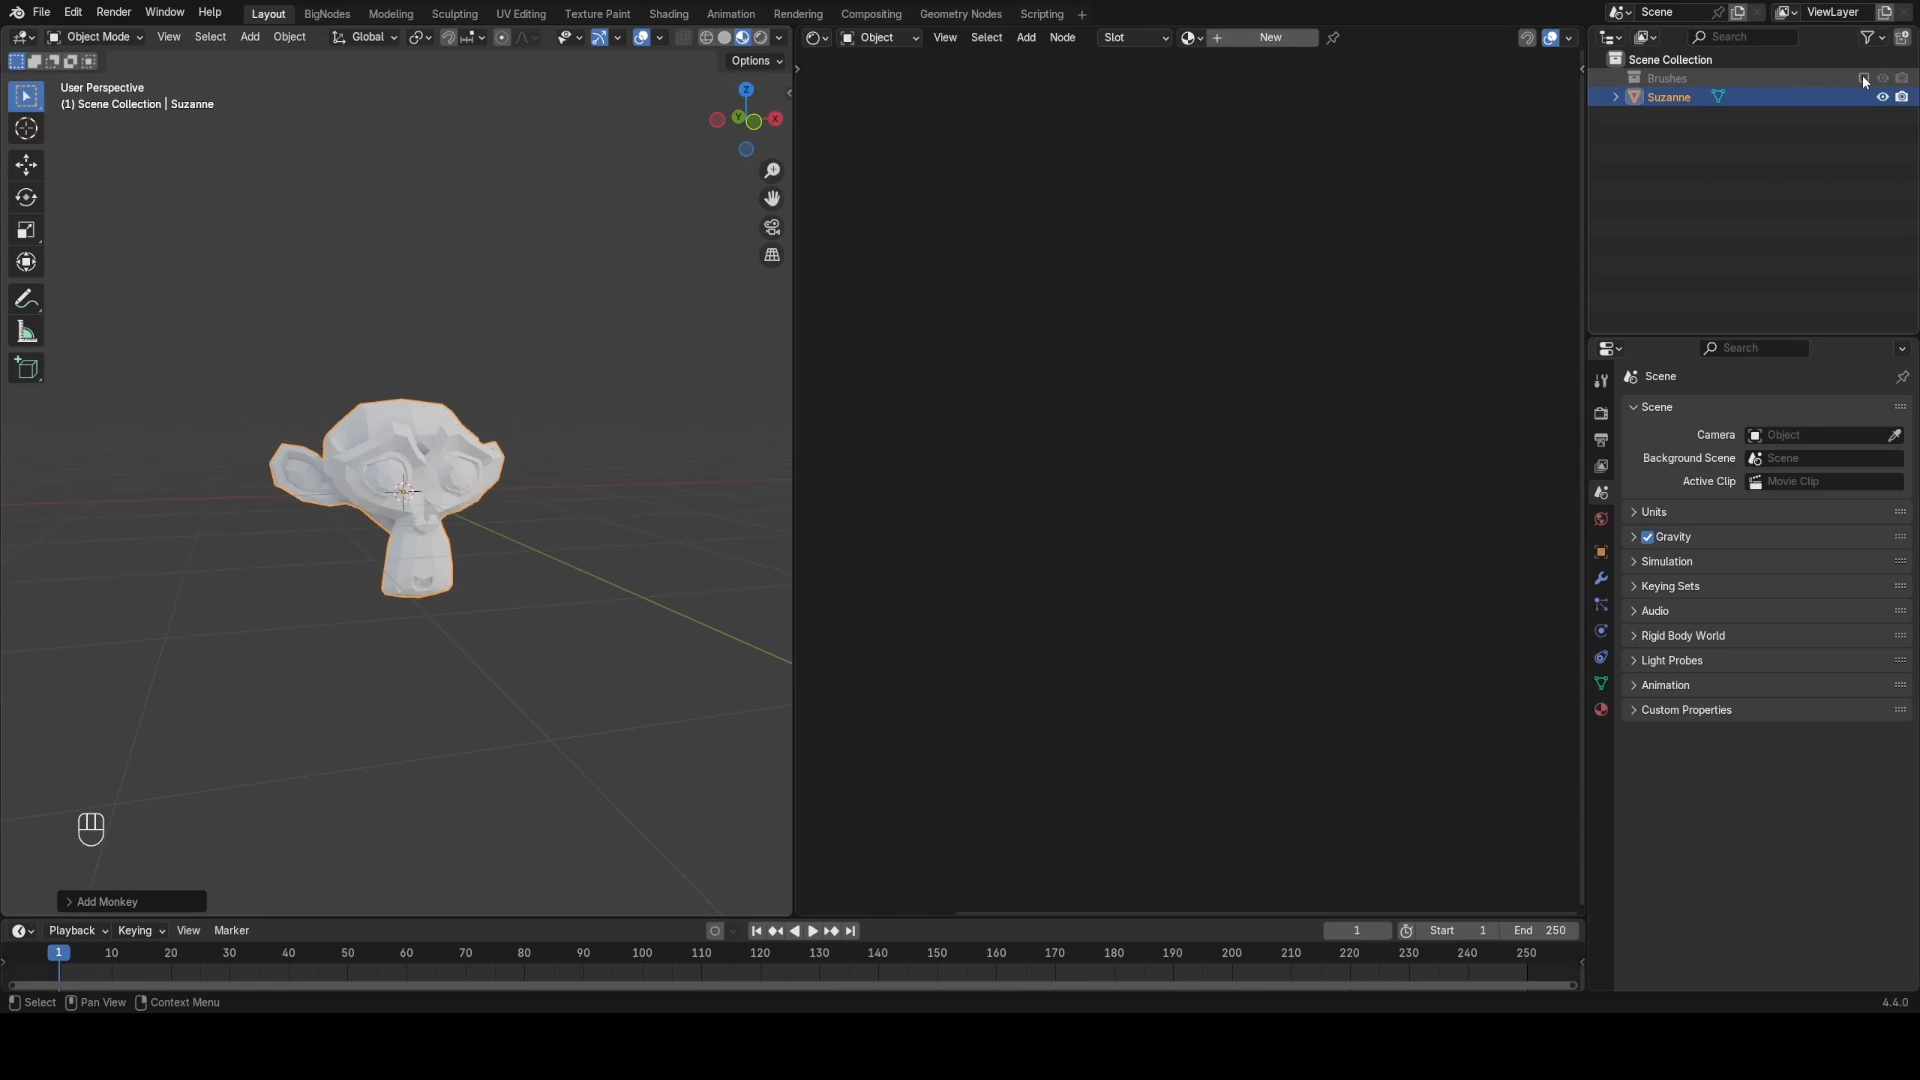 File Edit Render Window Help Layout BigNodes Modeling Sculpting UV Editing Texture Paint Shading Animation Rendering Compositing Geometry Nodes Scripting Scene ViewLayer
Object Mode View Select Add Object Global Object View Select Add Node Slot New Search
Options
User Perspective
(1) Scene Collection | Suzanne
Z
Y X
Scene Collection
Brushes
Suzanne
Search
Scene
Scene
Camera Object
Background Scene Scene
Active Clip Movie Clip
Units
Gravity
Simulation
Keying Sets
Audio
Rigid Body World
Light Probes
Animation
Custom Properties
Add Monkey
Playback Keying View Marker 1 Start 1 End 250
1 10 20 30 40 50 60 70 80 90 100 110 120 130 140 150 160 170 180 190 200 210 220 230 240 250
Select Pan View Context Menu 4.4.0